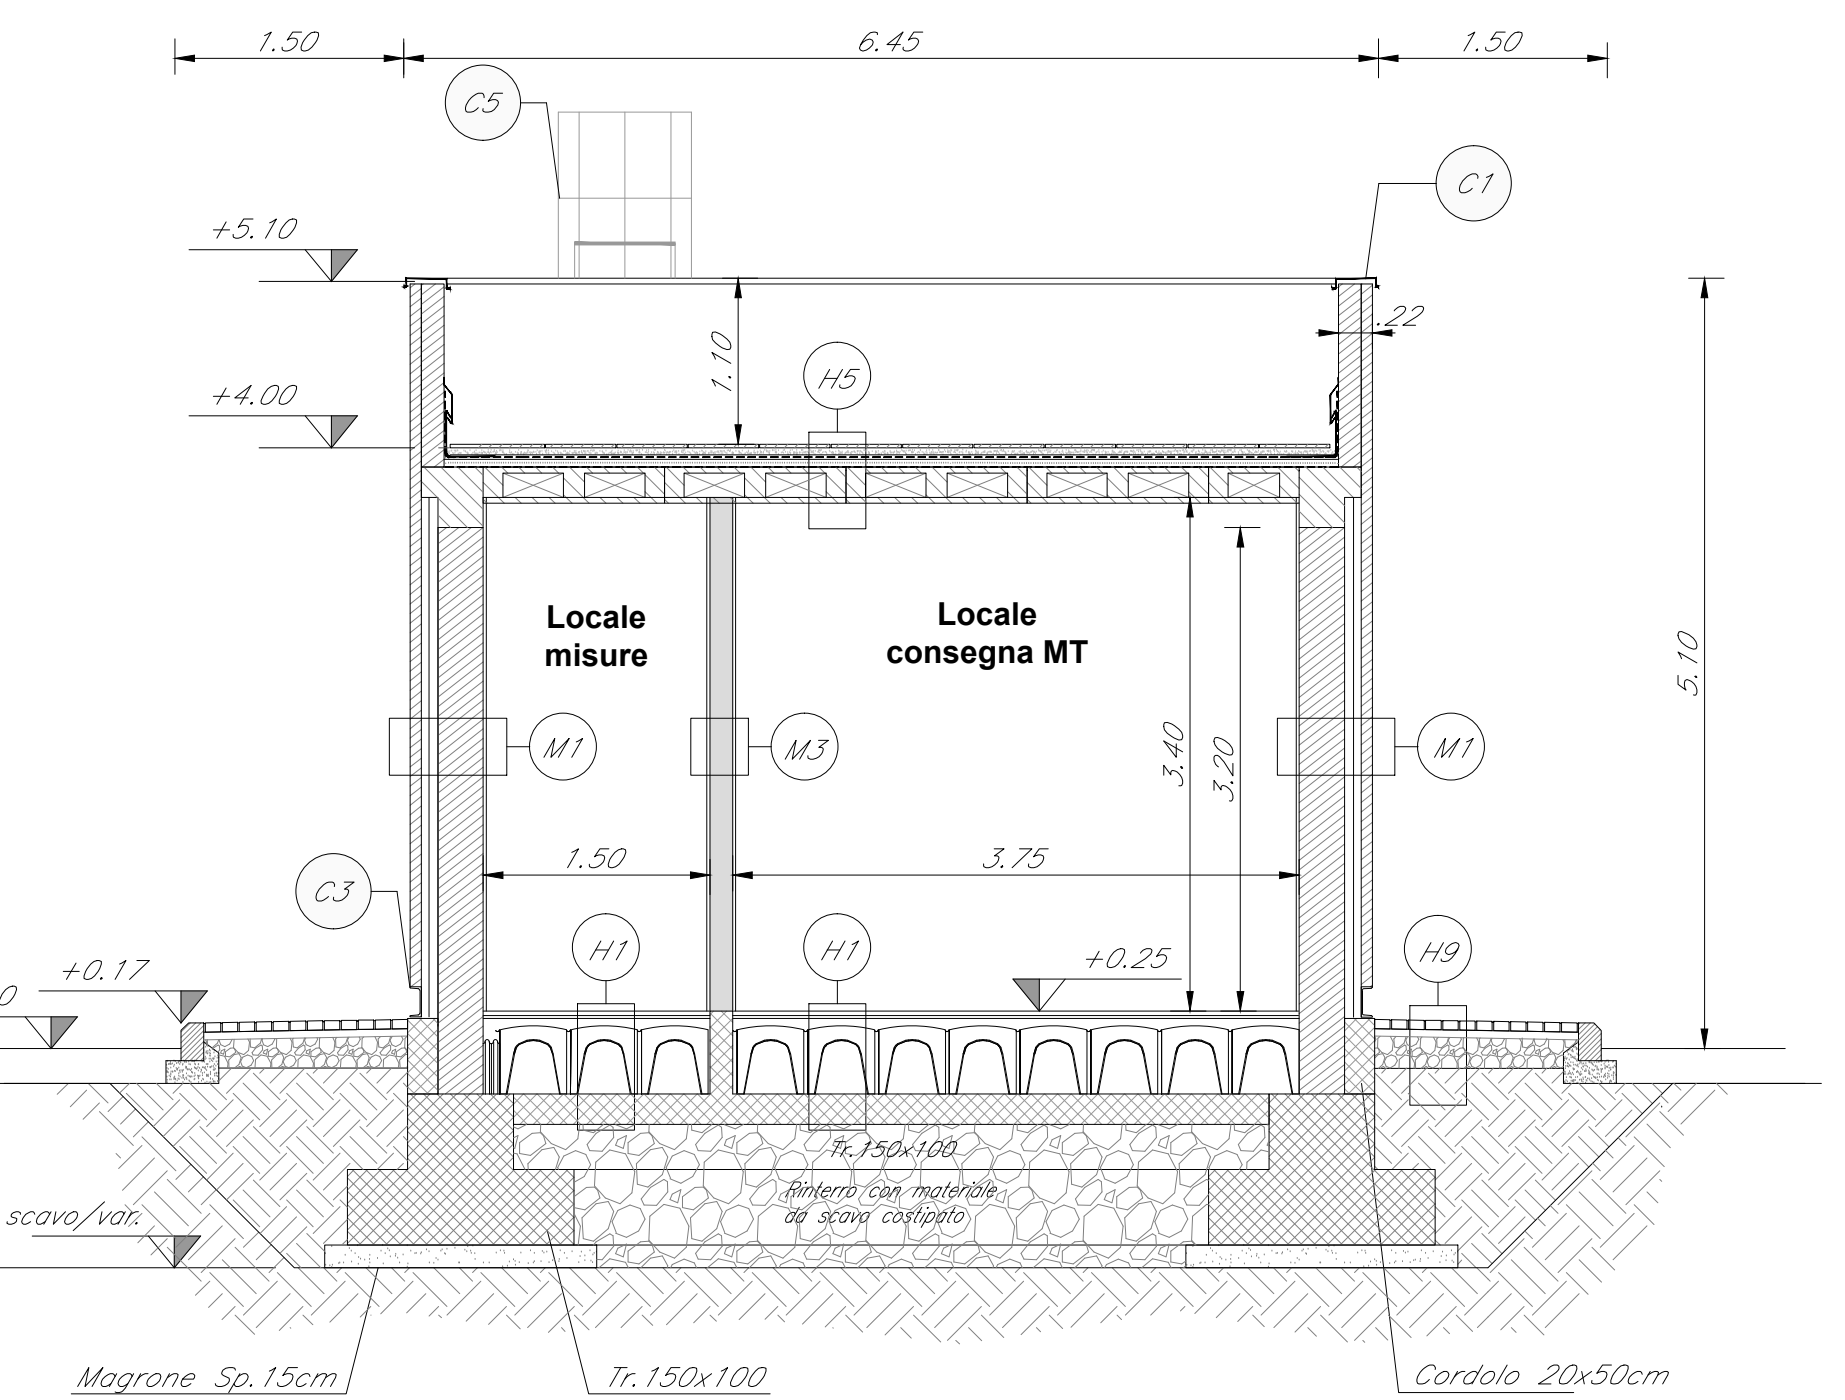 1.50
6.45
1.50
C5
C1
+5.10
.22
1.10
H5
+4.00
Locale
misure
Locale
consegna MT
5.10
M1
M3
3.40
3.20
M1
1.50
3.75
C3
H1
H1
+0.25
H9
+0.17
0
Tr.150x100
Rinterro con materiale
da scavo costipato
scavo/var.
Magrone Sp.15cm
Tr.150x100
Cordolo 20x50cm